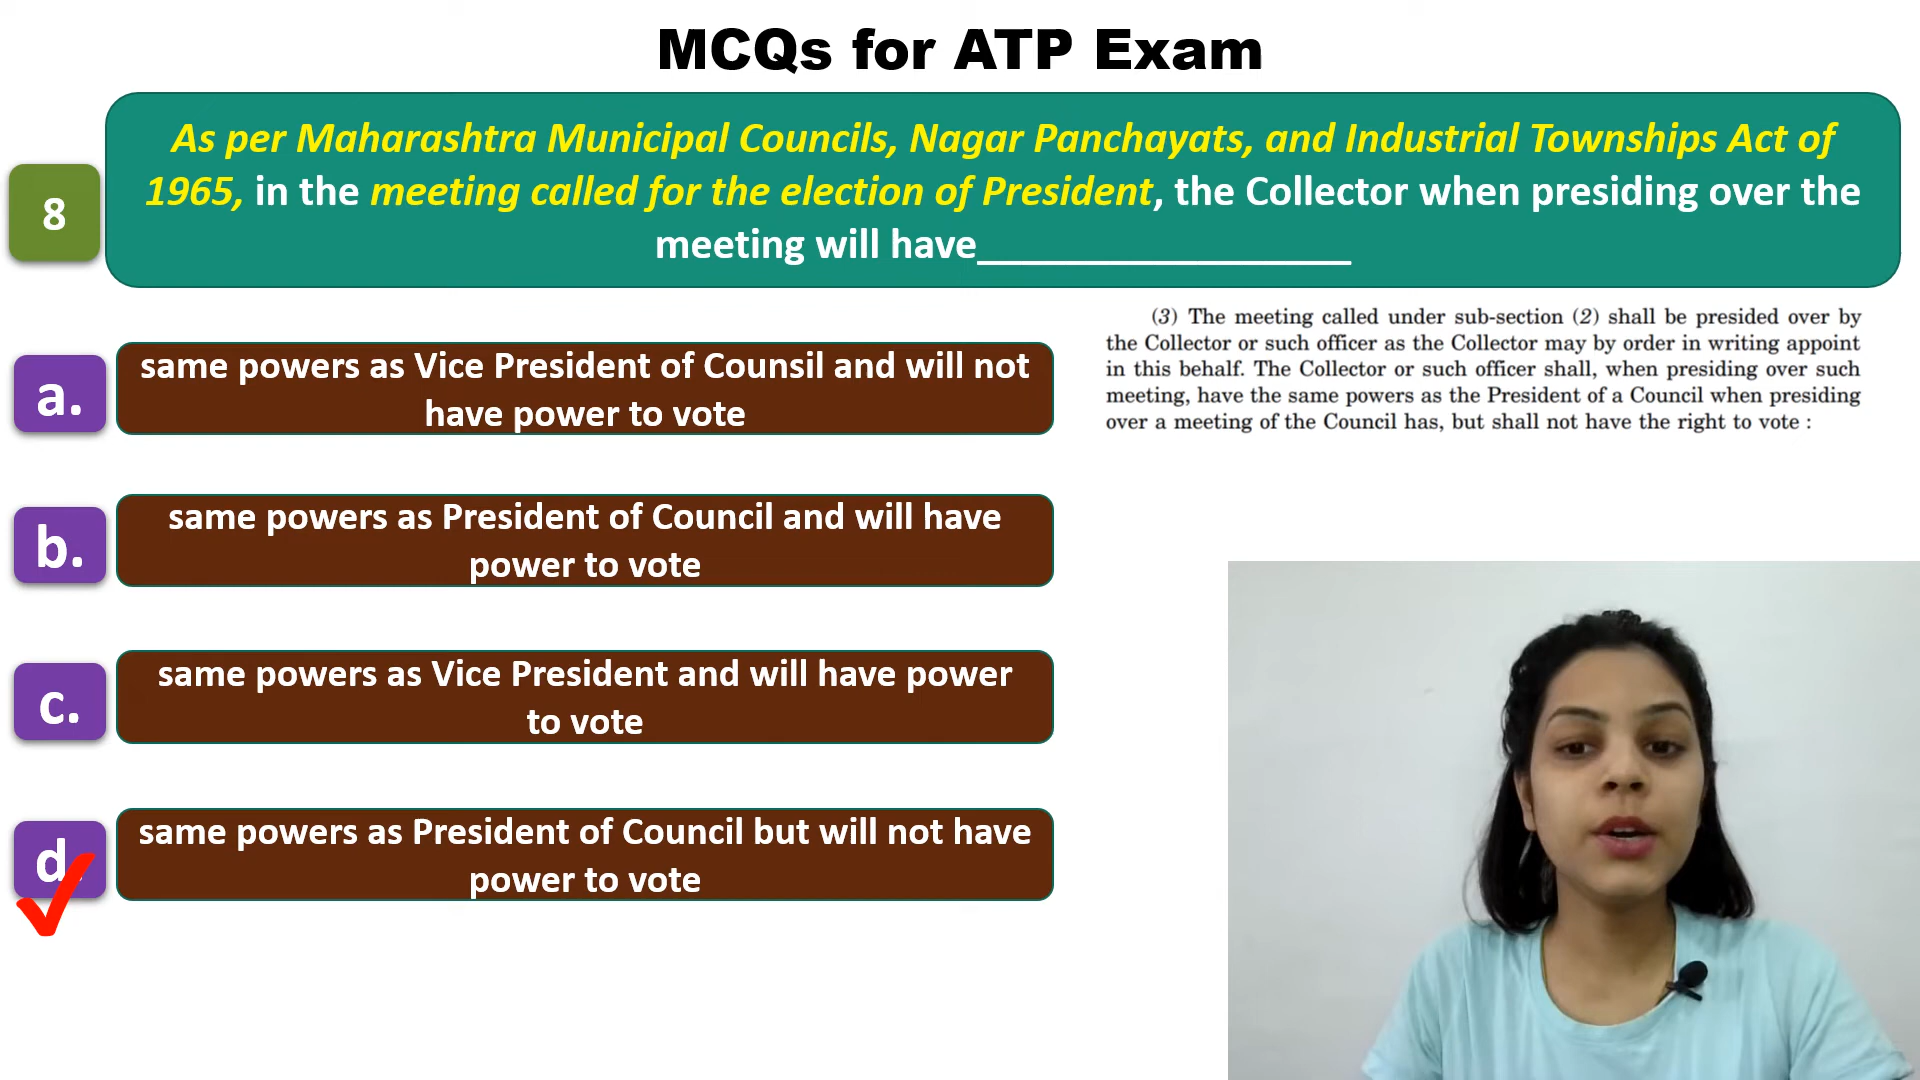 MCQs for ATP Exam
8
As per Maharashtra Municipal Councils, Nagar Panchayats, and Industrial Townships Act of
1965, in the meeting called for the election of President, the Collector when presiding over the
meeting will have__________________
(3) The meeting called under sub-section (2) shall be presided over by
the Collector or such officer as the Collector may by order in writing appoint
in this behalf. The Collector or such officer shall, when presiding over such
meeting, have the same powers as the President of a Council when presiding
over a meeting of the Council has, but shall not have the right to vote :
a.
same powers as Vice President of Counsil and will not
have power to vote
b.
same powers as President of Council and will have
power to vote
c.
same powers as Vice President and will have power
to vote
d.
same powers as President of Council but will not have
power to vote